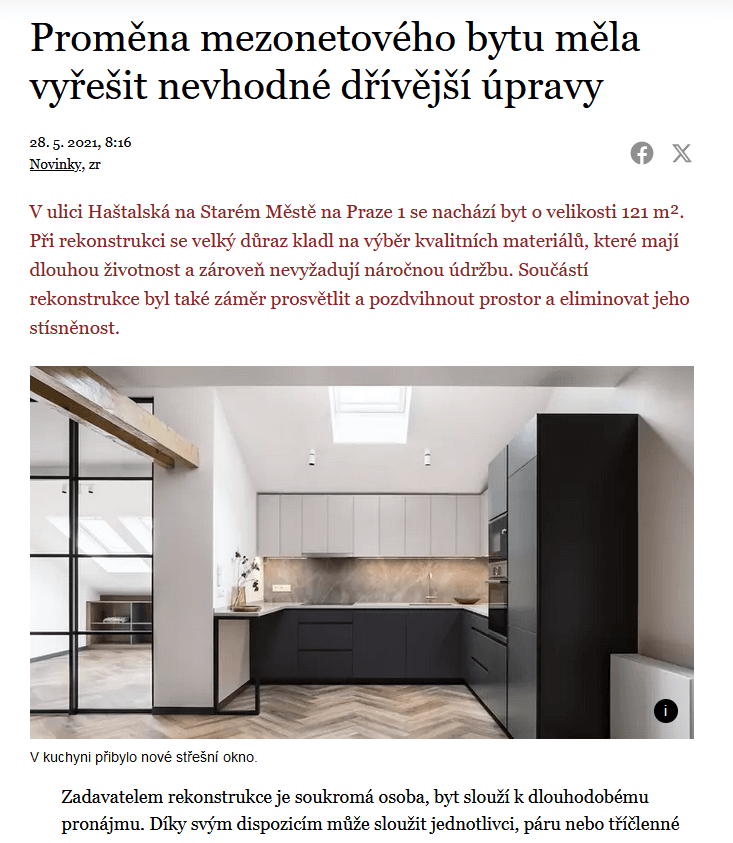 Proměna mezonetového bytu měla
vyřešit nevhodné dřívější úpravy
28. 5. 2021, 8:16
Novinky, zr
V ulici Haštalská na Starém Městě na Praze 1 se nachází byt o velikosti 121 m².
Při rekonstrukci se velký důraz kladl na výběr kvalitních materiálů, které mají
dlouhou životnost a zároveň nevyžadují náročnou údržbu. Součástí
rekonstrukce byl také záměr prosvětlit a pozdvihnout prostor a eliminovat jeho
stísněnost.
i
V kuchyni přibylo nové střešní okno.
Zadavatelem rekonstrukce je soukromá osoba, byt slouží k dlouhodobému
pronájmu. Díky svým dispozicím může sloužit jednotlivci, páru nebo tříčlenné